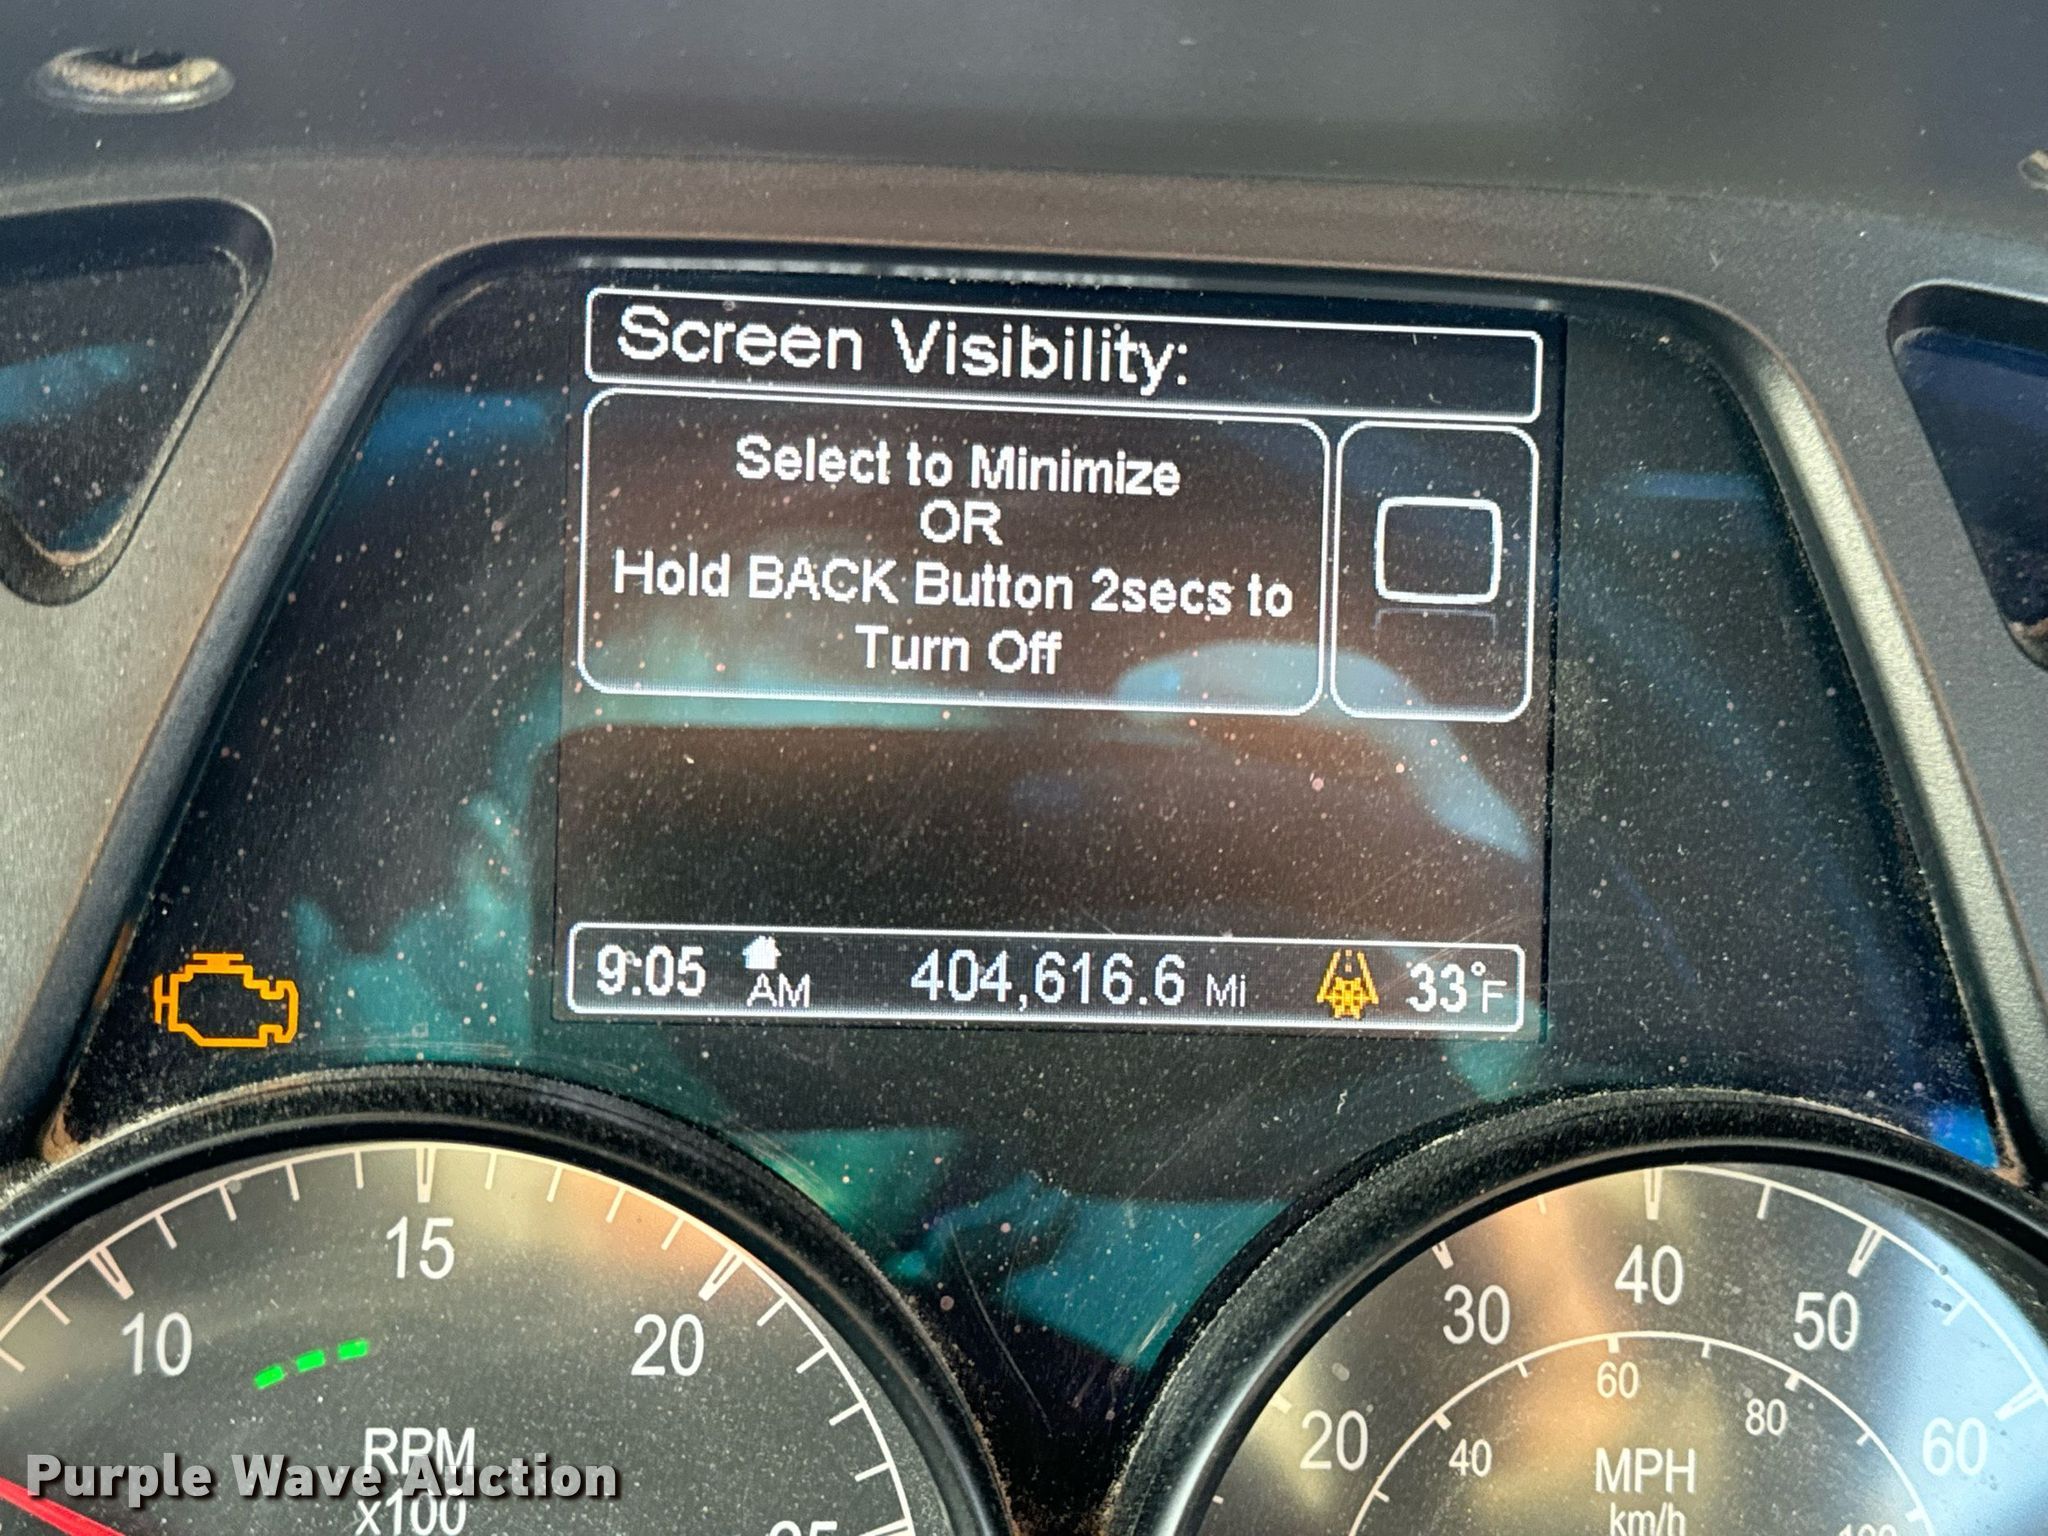 Screen Visibility:
Select to Minimize
OR
Hold BACK Button 2secs to
Turn Off
9:05 AM 404,616.6 Mi 33°F
10 15 20 25
RPM
x100
20 30 40 50 60
40 60 80
MPH
km/h
Purple Wave Auction